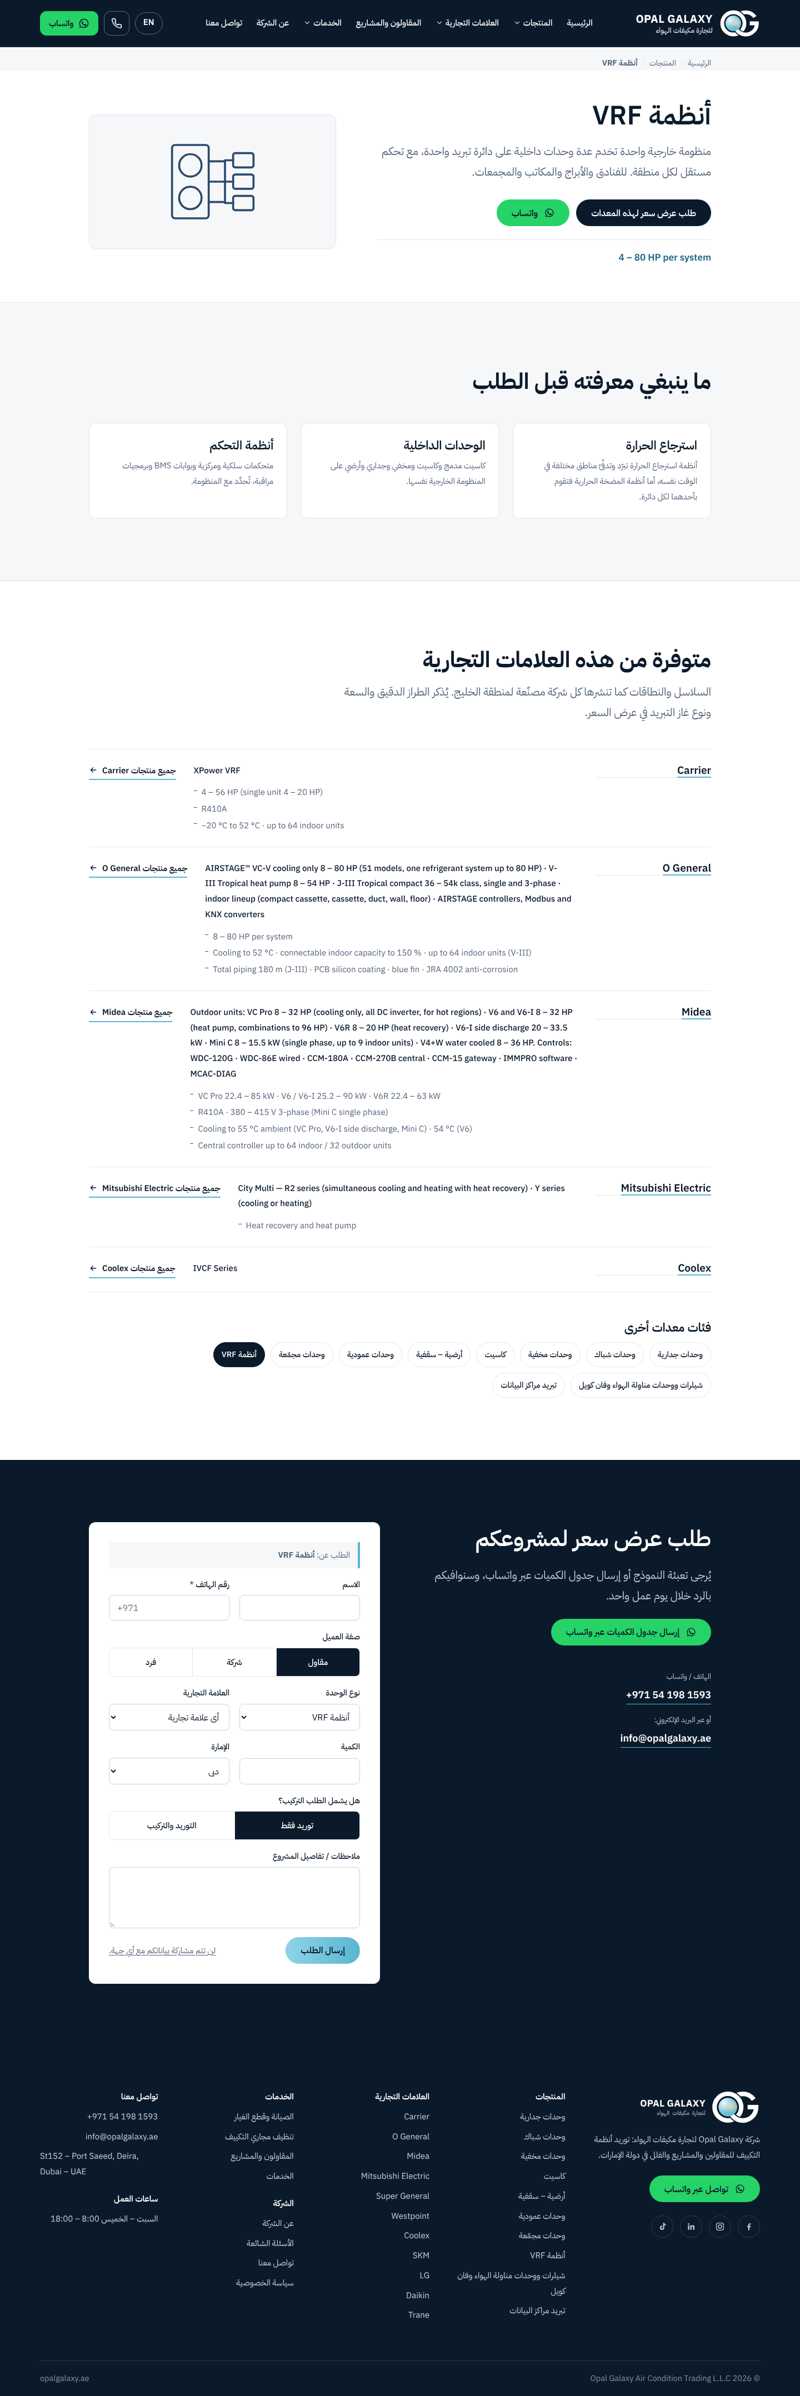 OPAL GALAXY
لتجارة مكيفات الهواء
الرئيسية
المنتجات
العلامات التجارية
المقاولون والمشاريع
الخدمات
عن الشركة
تواصل معنا
EN
واتساب
الرئيسية
المنتجات
أنظمة VRF
أنظمة VRF
منظومة خارجية واحدة تخدم عدة وحدات داخلية على دائرة تبريد واحدة، مع تحكم
مستقل لكل منطقة. للفنادق والأبراج والمكاتب والمجمعات.
طلب عرض سعر لهذه المعدات
واتساب
4 – 80 HP per system
ما ينبغي معرفته قبل الطلب
استرجاع الحرارة
أنظمة استرجاع الحرارة تبرّد وتدفّئ مناطق مختلفة في
الوقت نفسه، أما أنظمة المضخة الحرارية فتقوم
بأحدهما لكل دائرة.
الوحدات الداخلية
كاسيت مدمج وكاسيت ومخفي وجداري وأرضي على
المنظومة الخارجية نفسها.
أنظمة التحكم
متحكمات سلكية ومركزية وبوابات BMS وبرمجيات
مراقبة، تُحدَّد مع المنظومة.
متوفرة من هذه العلامات التجارية
السلاسل والنطاقات كما تنشرها كل شركة مصنّعة لمنطقة الخليج. يُذكر الطراز الدقيق والسعة
ونوع غاز التبريد في عرض السعر.
Carrier
XPower VRF
– 4 – 56 HP (single unit 4 – 20 HP)
– R410A
– −20 °C to 52 °C · up to 64 indoor units
جميع منتجات Carrier ←
O General
AIRSTAGE™ VC-V cooling only 8 – 80 HP (51 models, one refrigerant system up to 80 HP) · V-
III Tropical heat pump 8 – 54 HP · J-III Tropical compact 36 – 54k class, single and 3-phase ·
indoor lineup (compact cassette, cassette, duct, wall, floor) · AIRSTAGE controllers, Modbus and
KNX converters
– 8 – 80 HP per system
– Cooling to 52 °C · connectable indoor capacity to 150 % · up to 64 indoor units (V-III)
– Total piping 180 m (J-III) · PCB silicon coating · blue fin · JRA 4002 anti-corrosion
جميع منتجات O General ←
Midea
Outdoor units: VC Pro 8 – 32 HP (cooling only, all DC inverter, for hot regions) · V6 and V6-I 8 – 32 HP
(heat pump, combinations to 96 HP) · V6R 8 – 20 HP (heat recovery) · V6-I side discharge 20 – 33.5
kW · Mini C 8 – 15.5 kW (single phase, up to 9 indoor units) · V4+W water cooled 8 – 36 HP. Controls:
WDC-120G · WDC-86E wired · CCM-180A · CCM-270B central · CCM-15 gateway · IMMPRO software ·
MCAC-DIAG
– VC Pro 22.4 – 85 kW · V6 / V6-I 25.2 – 90 kW · V6R 22.4 – 63 kW
– R410A · 380 – 415 V 3-phase (Mini C single phase)
– Cooling to 55 °C ambient (VC Pro, V6-I side discharge, Mini C) · 54 °C (V6)
– Central controller up to 64 indoor / 32 outdoor units
جميع منتجات Midea ←
Mitsubishi Electric
City Multi — R2 series (simultaneous cooling and heating with heat recovery) · Y series
(cooling or heating)
– Heat recovery and heat pump
جميع منتجات Mitsubishi Electric ←
Coolex
IVCF Series
جميع منتجات Coolex ←
فئات معدات أخرى
وحدات جدارية
وحدات شباك
وحدات مخفية
كاسيت
أرضية – سقفية
وحدات عمودية
وحدات مجمّعة
أنظمة VRF
شيلرات ووحدات مناولة الهواء وفان كويل
تبريد مراكز البيانات
طلب عرض سعر لمشروعكم
يُرجى تعبئة النموذج أو إرسال جدول الكميات عبر واتساب، وسنوافيكم
بالرد خلال يوم عمل واحد.
إرسال جدول الكميات عبر واتساب
الهاتف / واتساب
+971 54 198 1593
أو عبر البريد الإلكتروني:
info@opalgalaxy.ae
الطلب عن: أنظمة VRF
الاسم
رقم الهاتف *
+971
صفة العميل
مقاول
شركة
فرد
نوع الوحدة
العلامة التجارية
أنظمة VRF
أي علامة تجارية
الكمية
الإمارة
دبي
هل يشمل الطلب التركيب؟
توريد فقط
التوريد والتركيب
ملاحظات / تفاصيل المشروع
إرسال الطلب
لن تتم مشاركة بياناتكم مع أي جهة.
OPAL GALAXY
لتجارة مكيفات الهواء
شركة Opal Galaxy لتجارة مكيفات الهواء: توريد أنظمة
التكييف للمقاولين والمشاريع والفلل في دولة الإمارات.
تواصل عبر واتساب
المنتجات
وحدات جدارية
وحدات شباك
وحدات مخفية
كاسيت
أرضية – سقفية
وحدات عمودية
وحدات مجمّعة
أنظمة VRF
شيلرات ووحدات مناولة الهواء وفان
كويل
تبريد مراكز البيانات
العلامات التجارية
Carrier
O General
Midea
Mitsubishi Electric
Super General
Westpoint
Coolex
SKM
LG
Daikin
Trane
الخدمات
الصيانة وقطع الغيار
تنظيف مجاري التكييف
المقاولون والمشاريع
الخدمات
الشركة
عن الشركة
الأسئلة الشائعة
تواصل معنا
سياسة الخصوصية
تواصل معنا
+971 54 198 1593
info@opalgalaxy.ae
St152 – Port Saeed, Deira,
Dubai – UAE
ساعات العمل
السبت – الخميس 8:00 – 18:00
Opal Galaxy Air Condition Trading L.L.C 2026 ©
opalgalaxy.ae